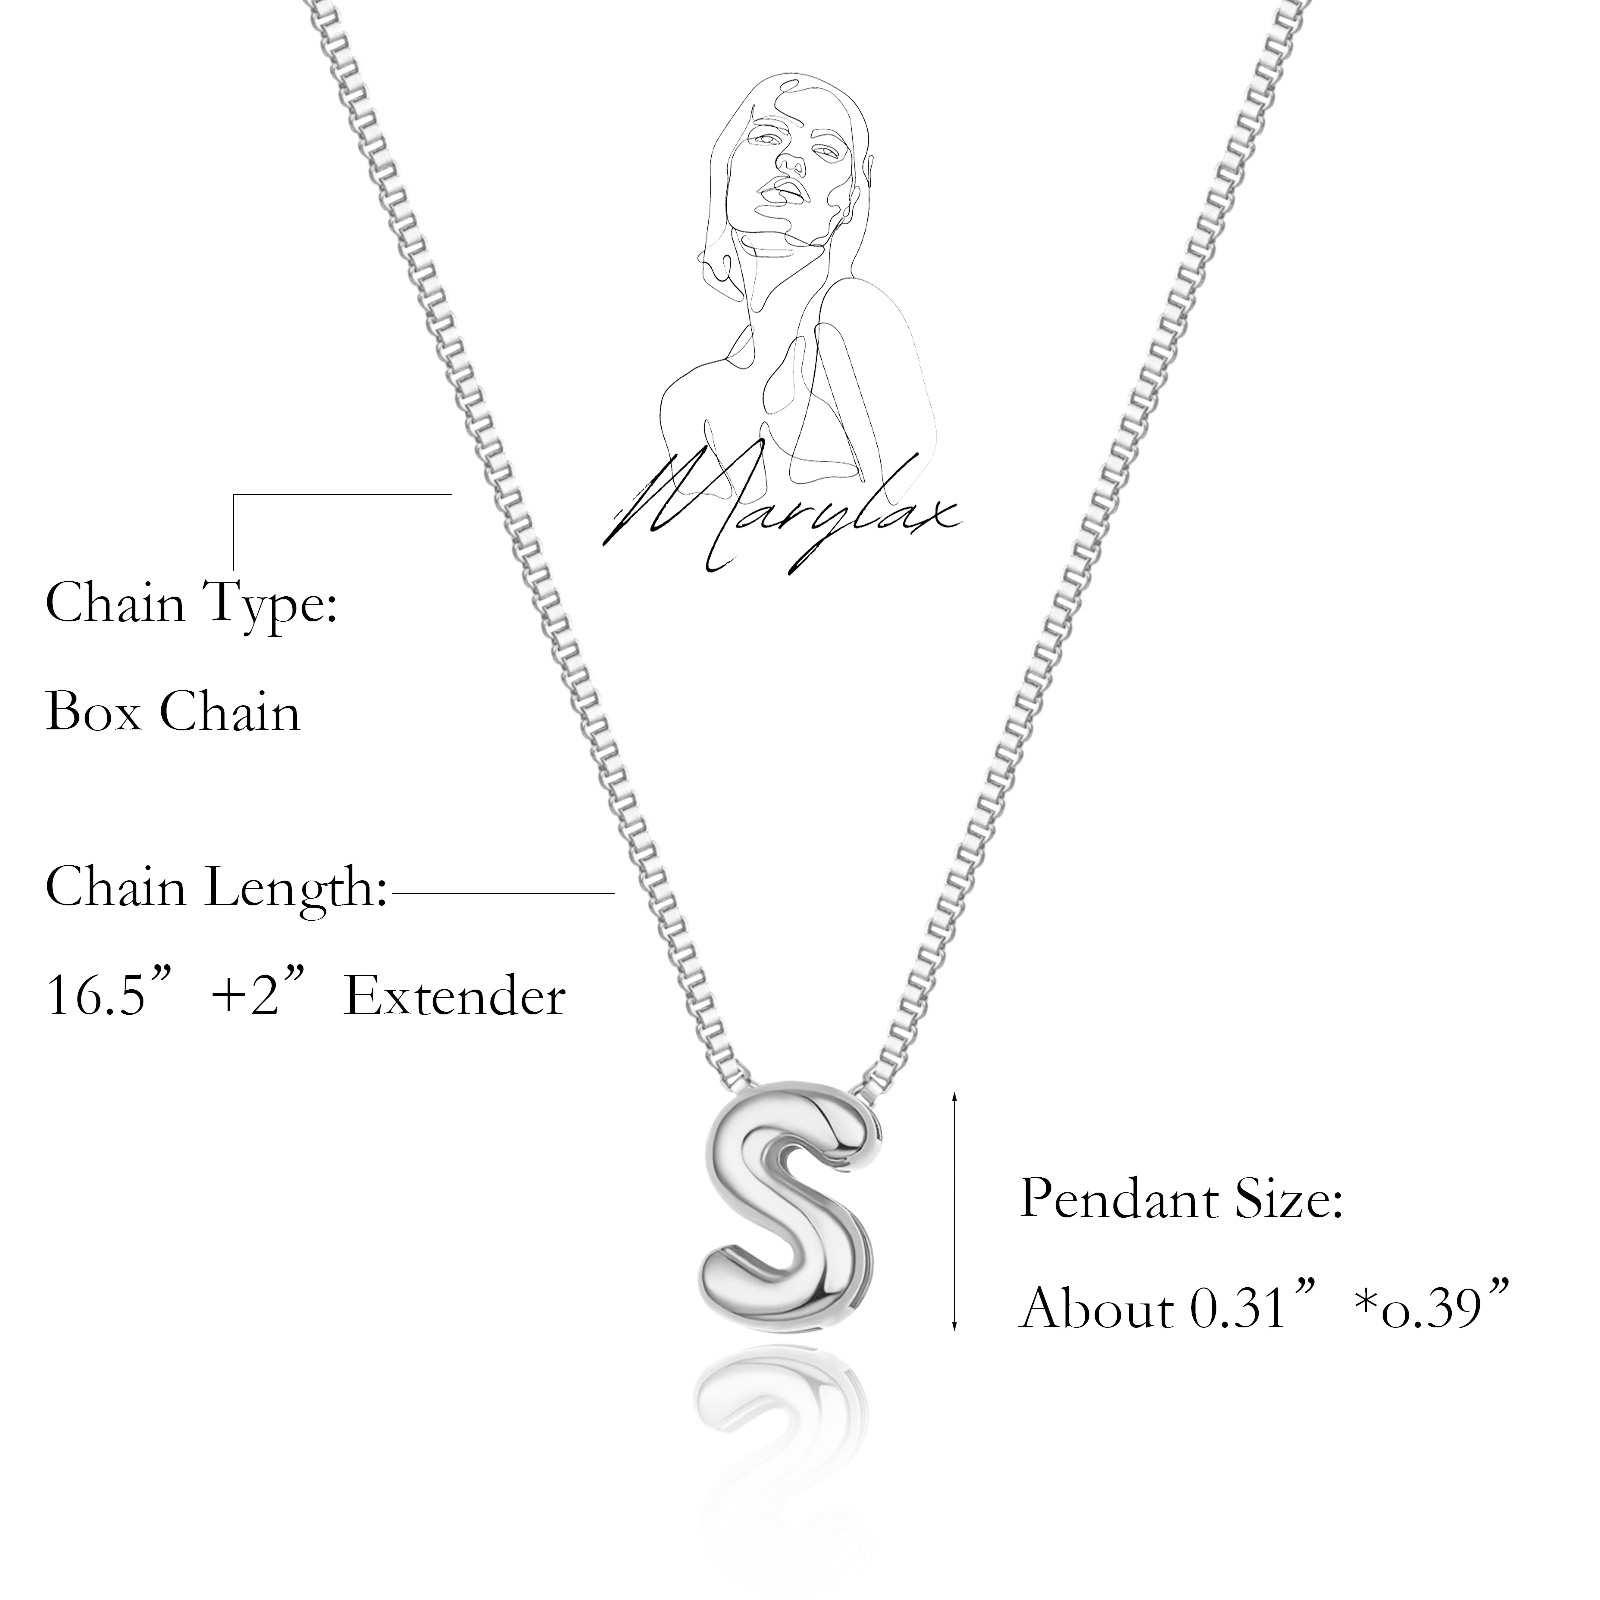 Marylax
Chain Type:
Box Chain
Chain Length:
16.5” +2” Extender
S
Pendant Size:
About 0.31” *o.39”